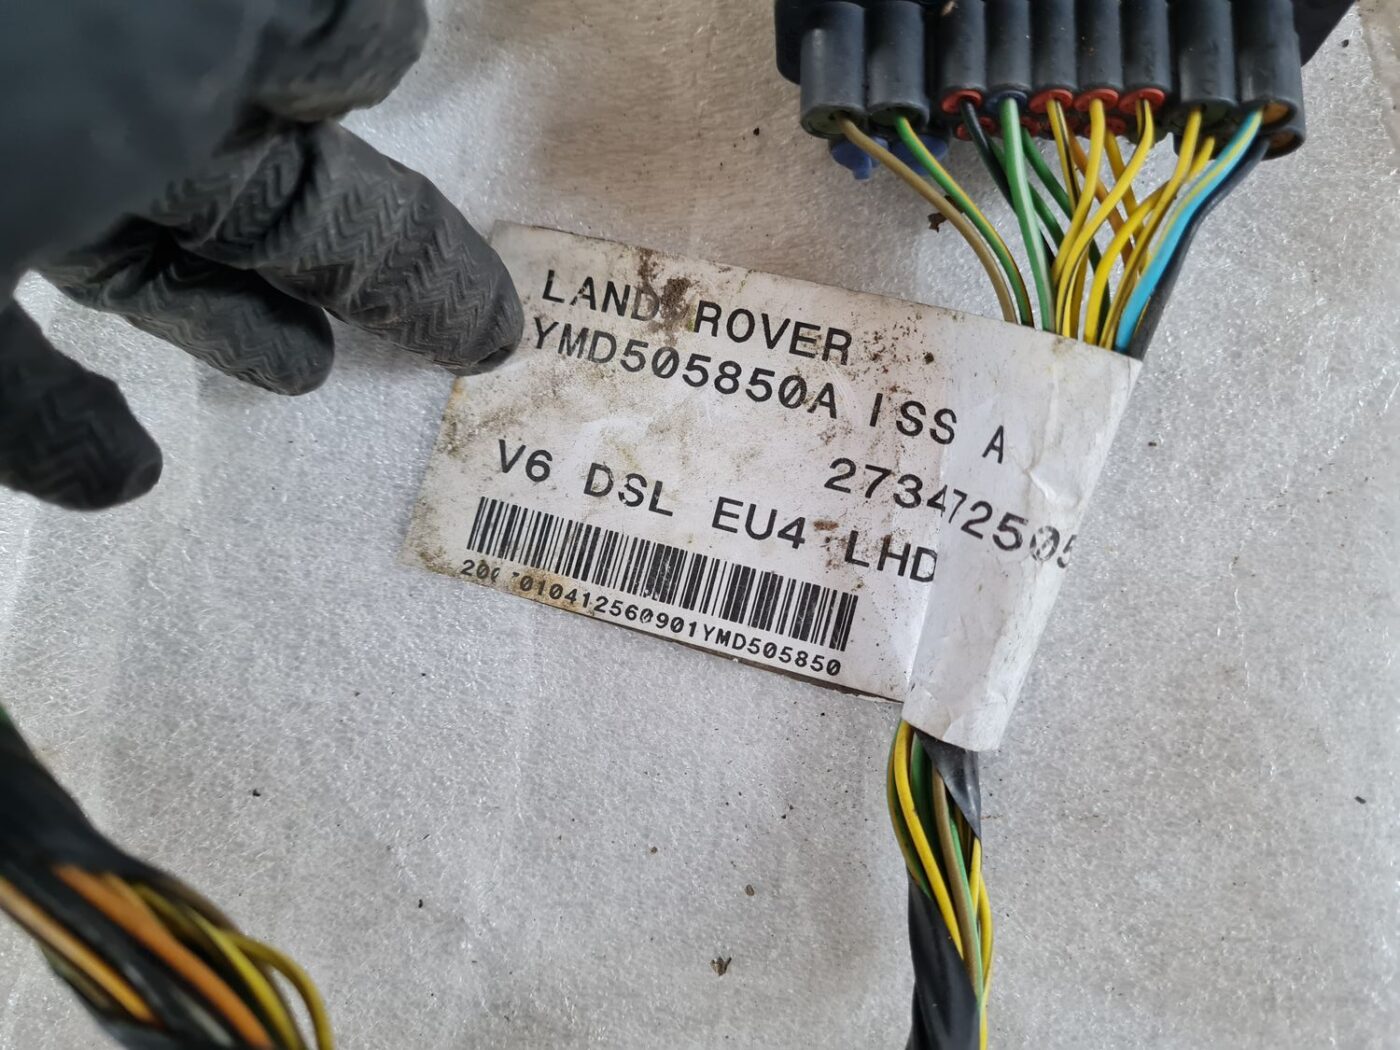 LAND ROVER
YMD505850A ISS A
273472505
V6 DSL EU4 LHD
YMD505850